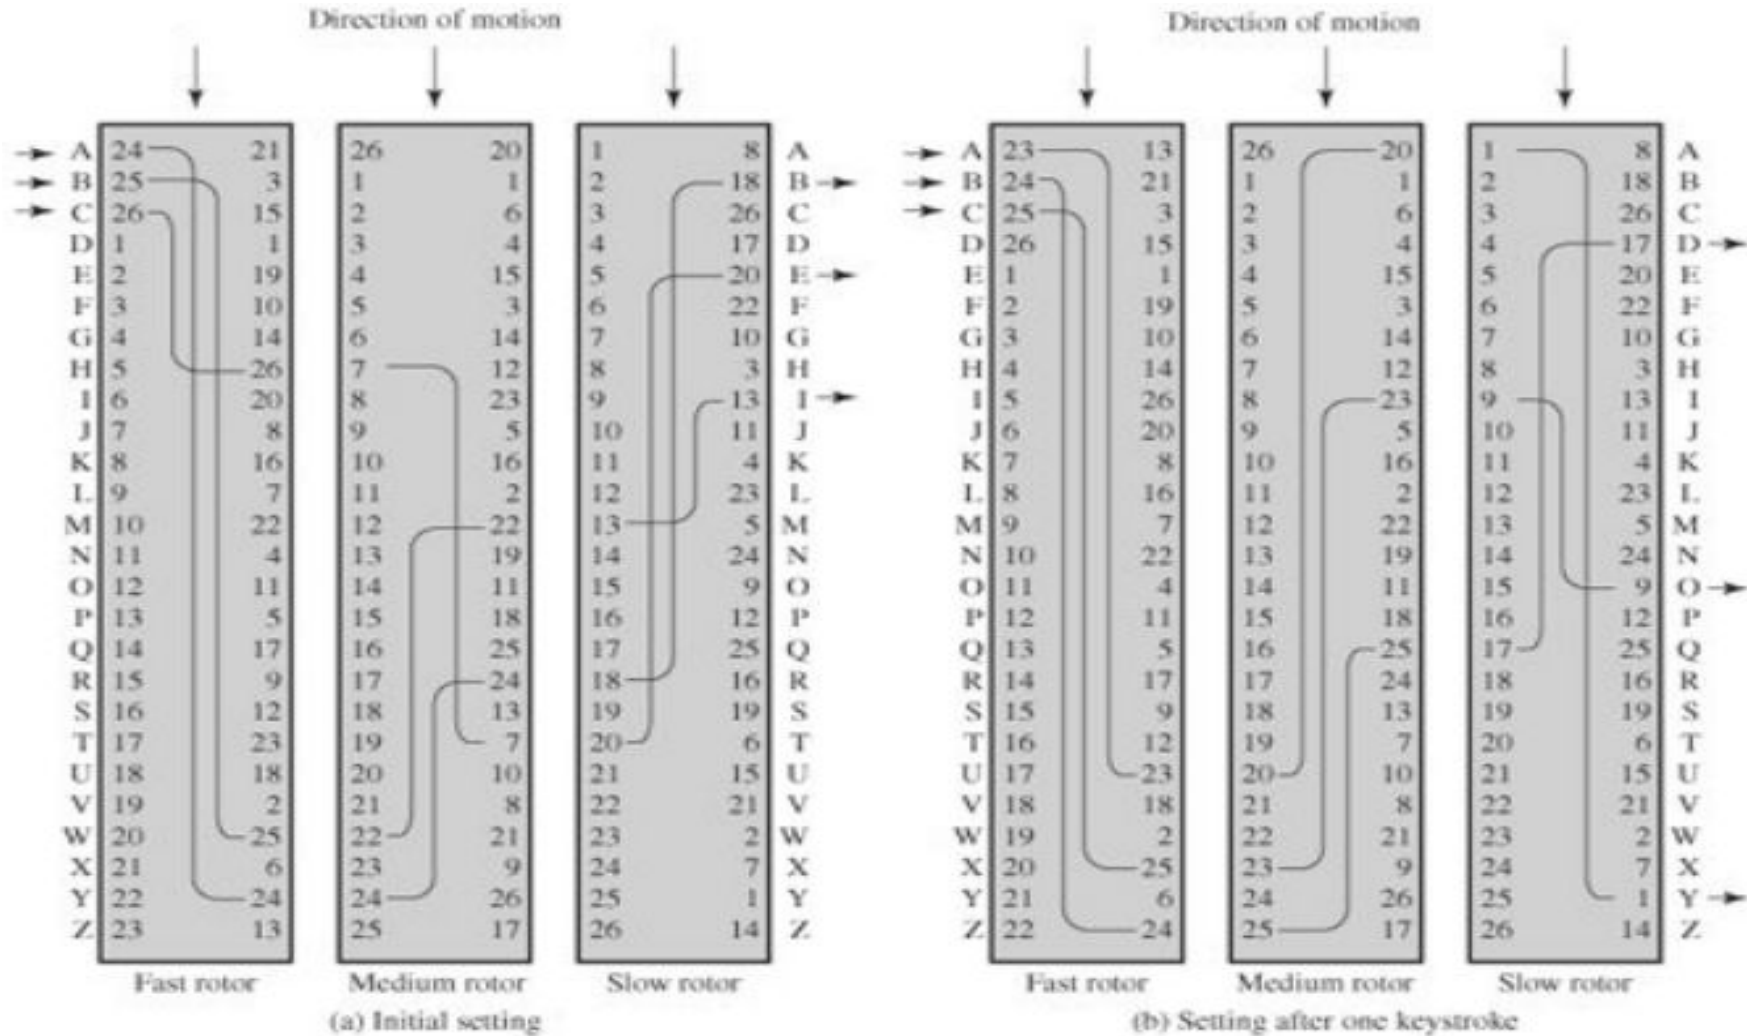 Direction of motion Direction of motion
A 24 21 26 20 1 8 A A 23 13 26 20 1 8 A
B 25 3 1 1 2 18 B B 24 21 1 1 2 18 B
C 26 15 2 6 3 26 C C 25 3 2 6 3 26 C
D 1 1 3 4 4 17 D D 26 15 3 4 4 17 D
E 2 19 4 15 5 20 E E 1 1 4 15 5 20 E
F 3 10 5 3 6 22 F F 2 19 5 3 6 22 F
G 4 14 6 14 7 10 G G 3 10 6 14 7 10 G
H 5 26 7 12 8 3 H H 4 14 7 12 8 3 H
I 6 20 8 23 9 13 I I 5 26 8 23 9 13 I
J 7 8 9 5 10 11 J J 6 20 9 5 10 11 J
K 8 16 10 16 11 4 K K 7 8 10 16 11 4 K
L 9 7 11 2 12 23 L L 8 16 11 2 12 23 L
M 10 22 12 22 13 5 M M 9 7 12 22 13 5 M
N 11 4 13 19 14 24 N N 10 22 13 19 14 24 N
O 12 11 14 11 15 9 O O 11 4 14 11 15 9 O
P 13 5 15 18 16 12 P P 12 11 15 18 16 12 P
Q 14 17 16 25 17 25 Q Q 13 5 16 25 17 25 Q
R 15 9 17 24 18 16 R R 14 17 17 24 18 16 R
S 16 12 18 13 19 19 S S 15 9 18 13 19 19 S
T 17 23 19 7 20 6 T T 16 12 19 7 20 6 T
U 18 18 20 10 21 15 U U 17 23 20 10 21 15 U
V 19 2 21 8 22 21 V V 18 18 21 8 22 21 V
W 20 25 22 21 23 2 W W 19 2 22 21 23 2 W
X 21 6 23 9 24 7 X X 20 25 23 9 24 7 X
Y 22 24 24 26 25 1 Y Y 21 6 24 26 25 1 Y
Z 23 13 25 17 26 14 Z Z 22 24 25 17 26 14 Z
Fast rotor Medium rotor Slow rotor Fast rotor Medium rotor Slow rotor
(a) Initial setting (b) Setting after one keystroke